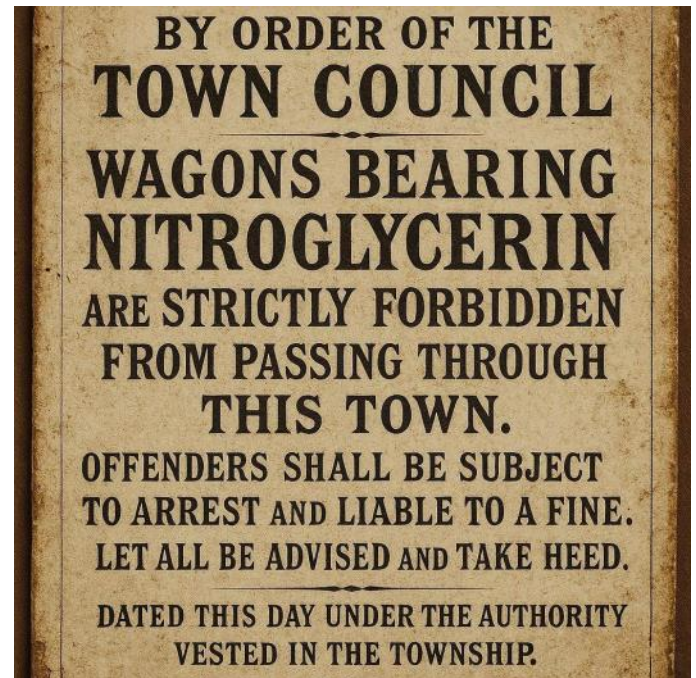 BY ORDER OF THE
TOWN COUNCIL
WAGONS BEARING
NITROGLYCERIN
ARE STRICTLY FORBIDDEN
FROM PASSING THROUGH
THIS TOWN.
OFFENDERS SHALL BE SUBJECT
TO ARREST AND LIABLE TO A FINE.
LET ALL BE ADVISED AND TAKE HEED.
DATED THIS DAY UNDER THE AUTHORITY
VESTED IN THE TOWNSHIP.